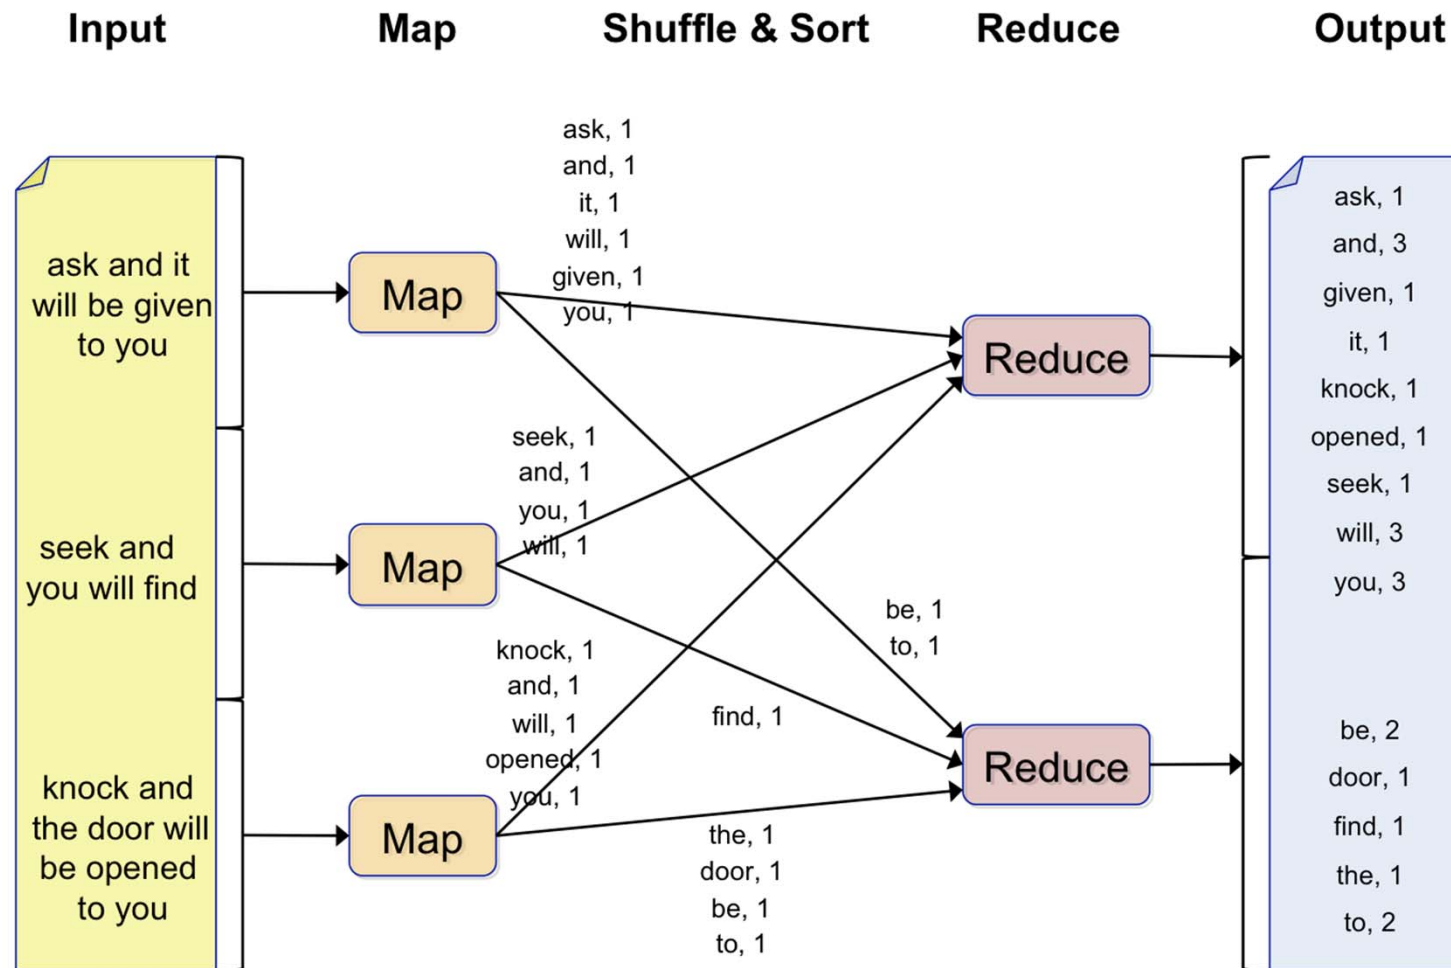 Input
Map
Shuffle & Sort
Reduce
Output
ask and it
will be given
to you
seek and
you will find
knock and
the door will
be opened
to you
Map
Map
Map
ask, 1
and, 1
it, 1
will, 1
given, 1
you, 1
seek, 1
and, 1
you, 1
will, 1
knock, 1
and, 1
will, 1
opened, 1
you, 1
be, 1
to, 1
find, 1
the, 1
door, 1
be, 1
to, 1
Reduce
Reduce
ask, 1
and, 3
given, 1
it, 1
knock, 1
opened, 1
seek, 1
will, 3
you, 3
be, 2
door, 1
find, 1
the, 1
to, 2